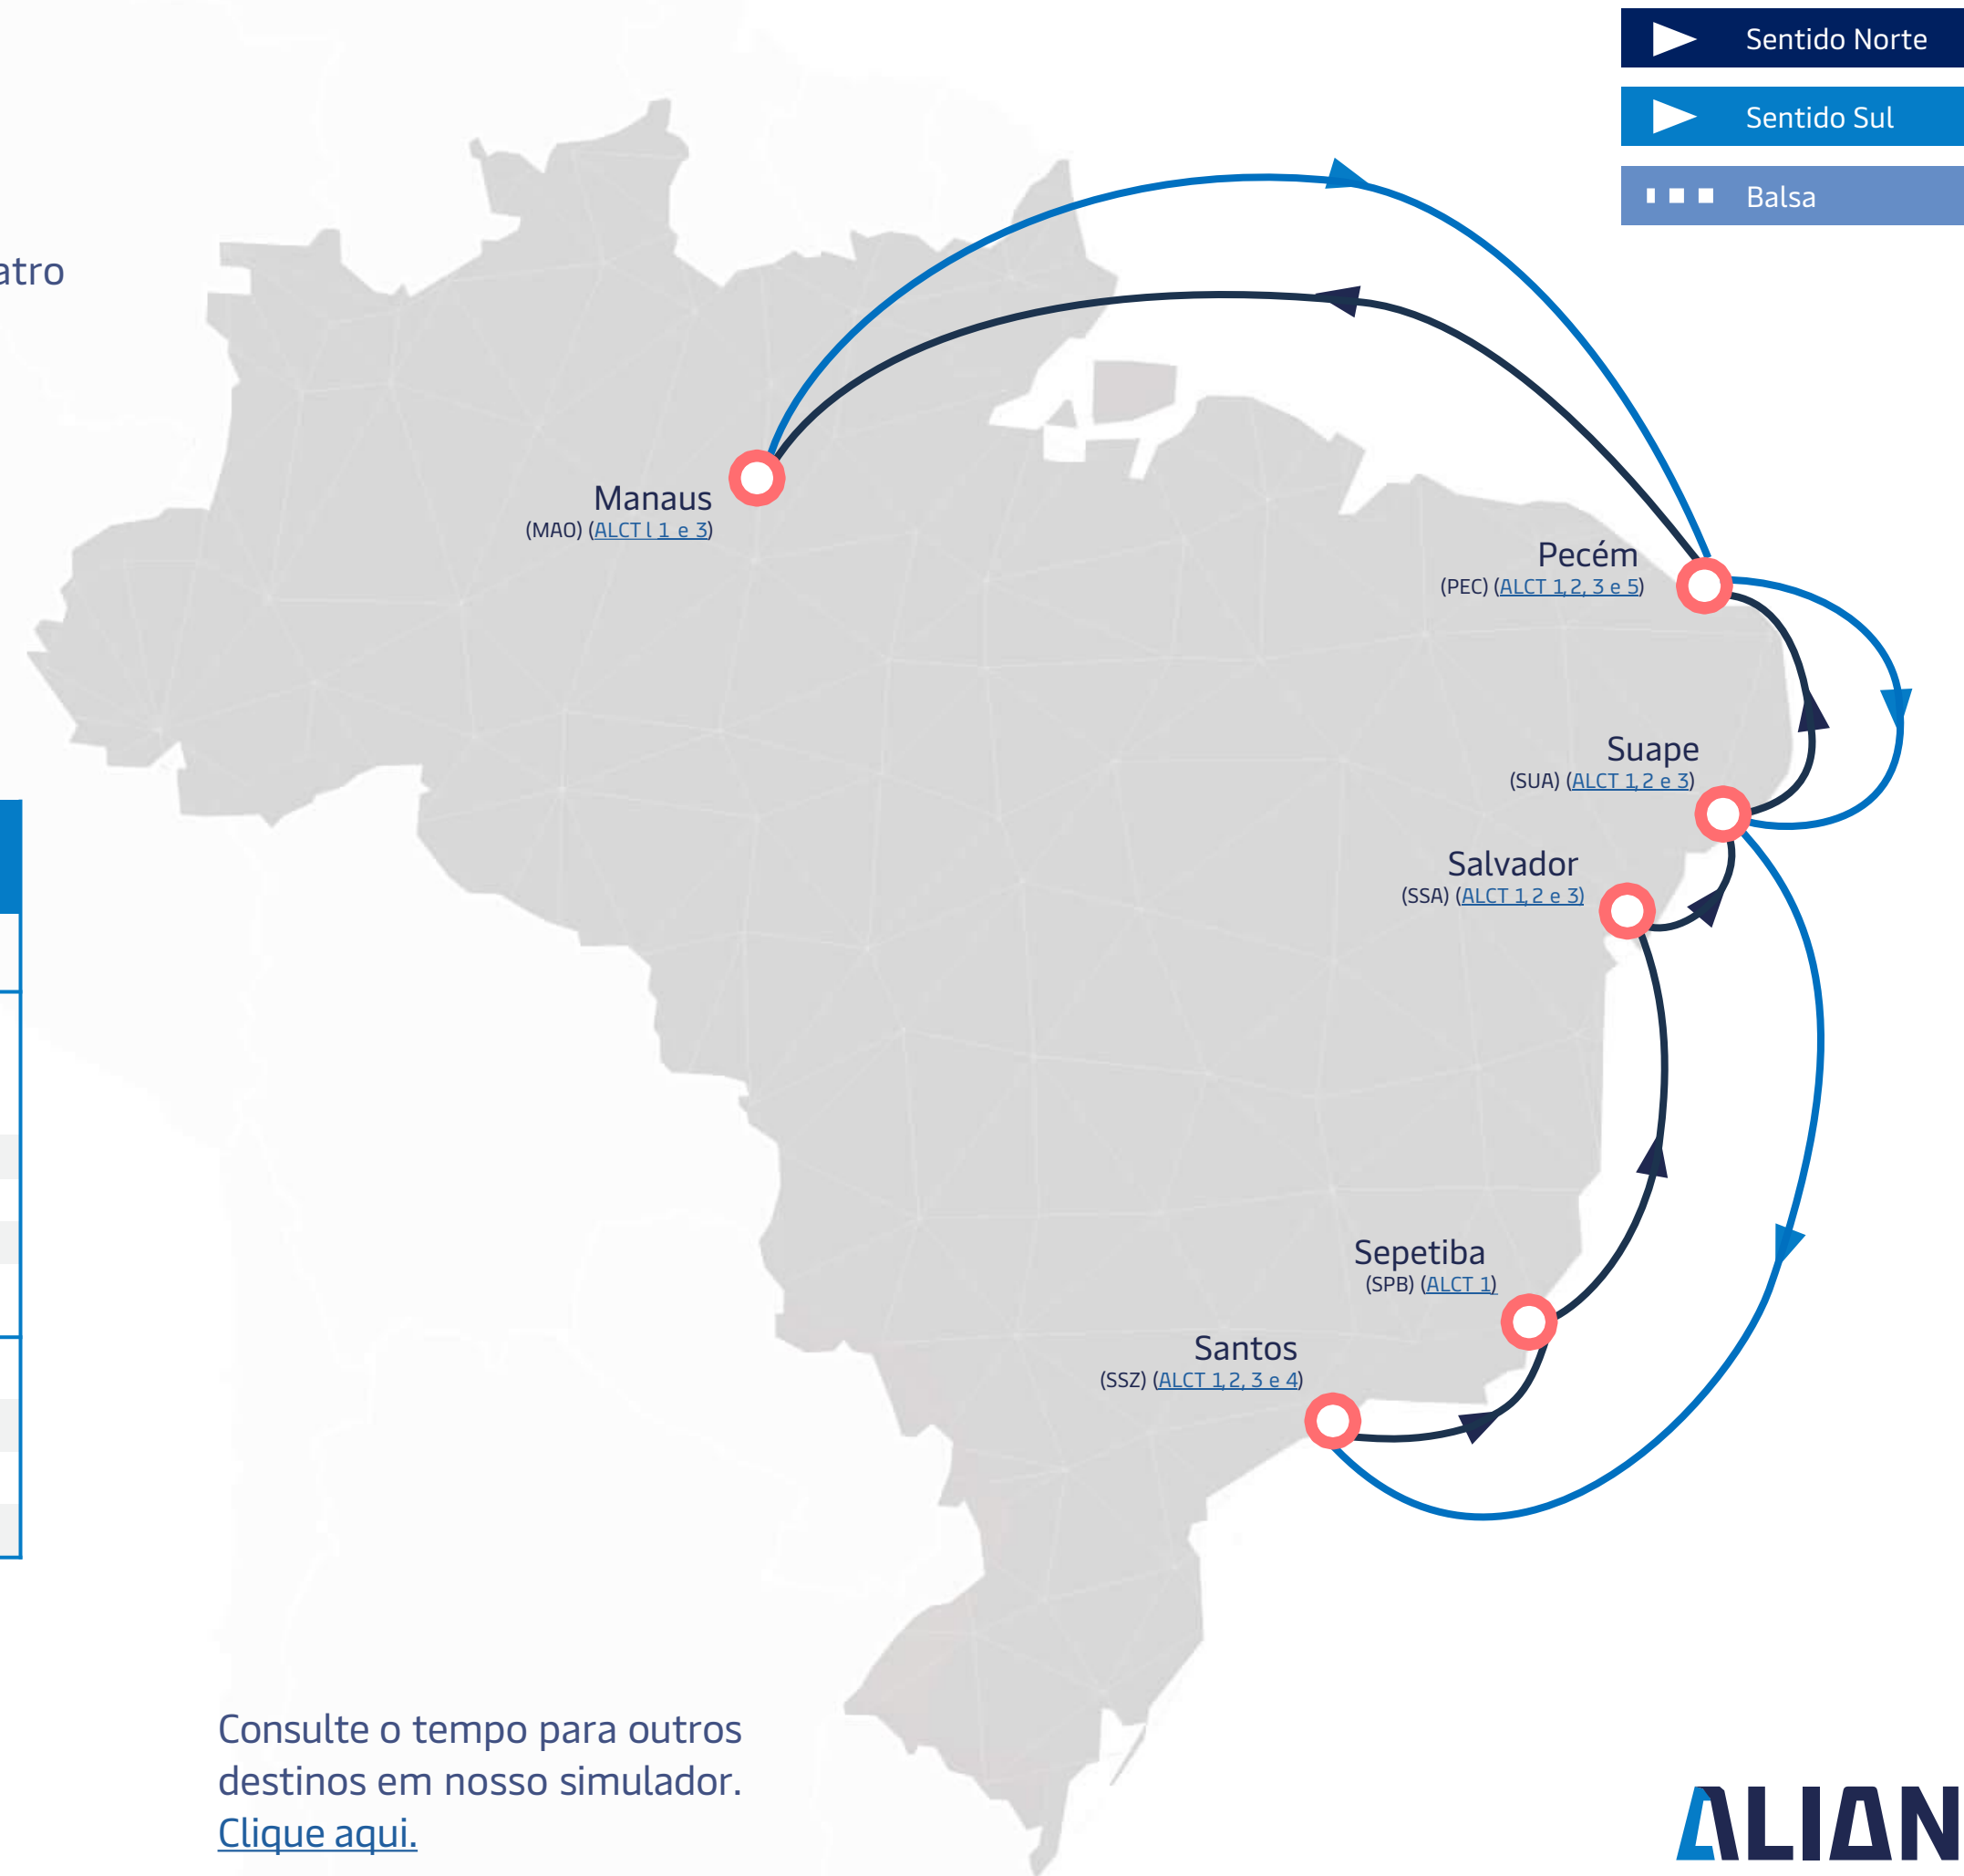 Sentido Norte
Sentido Sul
Balsa
atro
Manaus
(MAO) (ALCT l 1 e 3)
Pecém
(PEC) (ALCT 1,2, 3 e 5)
Suape
(SUA) (ALCT 1,2 e 3)
Salvador
(SSA) (ALCT 1,2 e 3)
Sepetiba
(SPB) (ALCT 1)
Santos
(SSZ) (ALCT 1,2, 3 e 4)
Consulte o tempo para outros
destinos em nosso simulador.
Clique aqui.
ALIAN